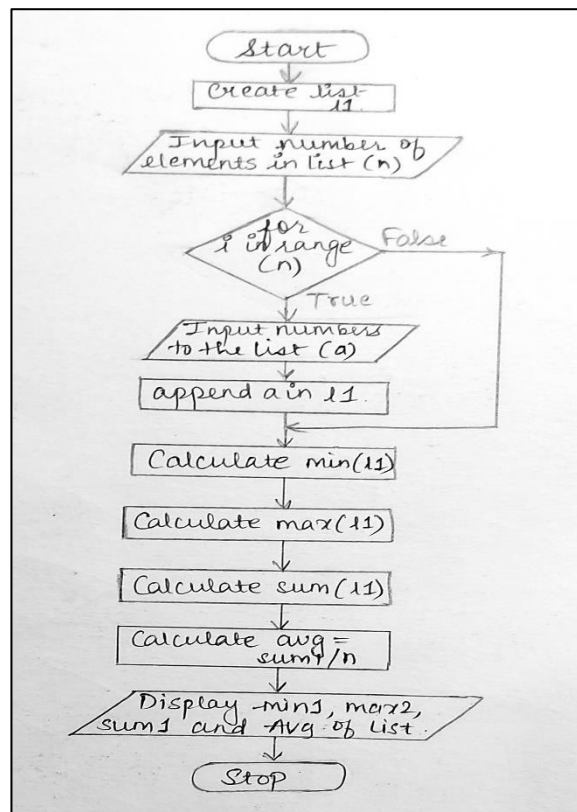 Start
Create list
l1
Input number of
elements in list (n)
for
i in range
(n)
False
True
Input numbers
to the list (a)
append a in l1.
Calculate min(l1)
Calculate max(l1)
Calculate sum(l1)
Calculate avg =
sum1/n
Display min1, max2,
sum1 and Avg of List.
Stop